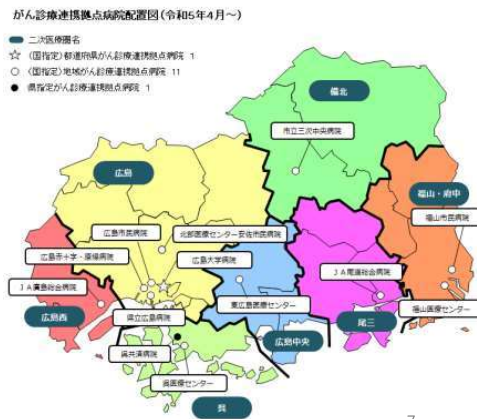 がん診療連携拠点病院配置図(令和5年4月~)
二次医療圏名
(国指定)都道府県がん診療連携拠点病院 1
(国指定)地域がん診療連携拠点病院 11
県指定がん診療連携拠点病院 1
備北
市立三次中央病院
広島
福山・府中
福山市民病院
広島市民病院
北部医療センター安佐市民病院
広島赤十字・原爆病院
広島大学病院
JA尾道総合病院
JA廣島総合病院
東広島医療センター
県立広島病院
福山医療センター
広島西
広島中央
尾三
呉共済病院
呉医療センター
呉
7